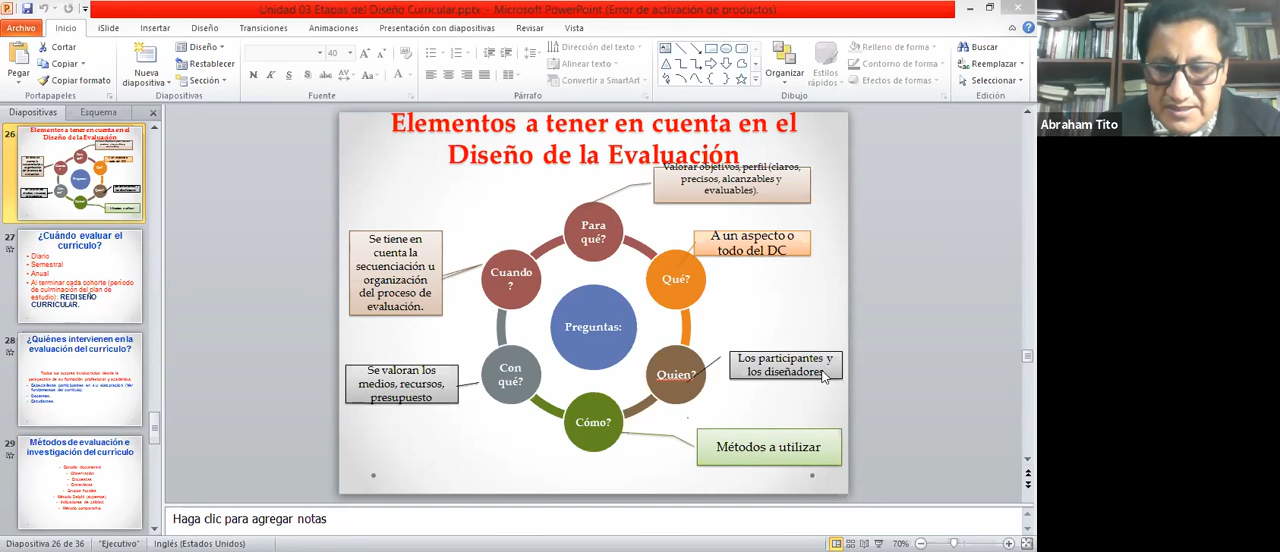 Unidad 03 Etapas del Diseño Curricular.pptx - Microsoft PowerPoint (Error de activación de productos)
Archivo Inicio iSlide Insertar Diseño Transiciones Animaciones Presentación con diapositivas Revisar Vista
Pegar
Cortar
Copiar
Copiar formato
Portapapeles
Nueva
diapositiva
Diseño
Restablecer
Sección
Diapositivas
40
N K S abc AV Aa A
Fuente
Dirección del texto
Alinear texto
Convertir a SmartArt
Párrafo
Organizar
Estilos
rápidos
Relleno de forma
Contorno de forma
Efectos de formas
Dibujo
Buscar
Reemplazar
Seleccionar
Edición
Abraham Tito
Diapositivas Esquema
26
Elementos a tener en cuenta en el
Diseño de la Evaluación
27
¿Cuándo evaluar el
currículo?
Diario
Semestral
Anual
Al terminar cada cohorte (período
de culminación del plan de
estudio): REDISEÑO
CURRICULAR.
28
¿Quiénes intervienen en la
evaluación del currículo?
Docentes.
Estudiantes.
29
Métodos de evaluación e
investigación del currículo
Elementos a tener en cuenta en el
Diseño de la Evaluación
Valorar objetivos, perfil (claros,
precisos, alcanzables y
evaluables).
Para
qué?
A un aspecto o
todo del DC
Qué?
Se tiene en
cuenta la
secuenciación u
organización
del proceso de
evaluación.
Cuando
?
Preguntas:
Los participantes y
los diseñadores
Quien?
Se valoran los
medios, recursos,
presupuesto
Con
qué?
Cómo?
Métodos a utilizar
Haga clic para agregar notas
Diapositiva 26 de 36 "Ejecutivo" Inglés (Estados Unidos) 70%